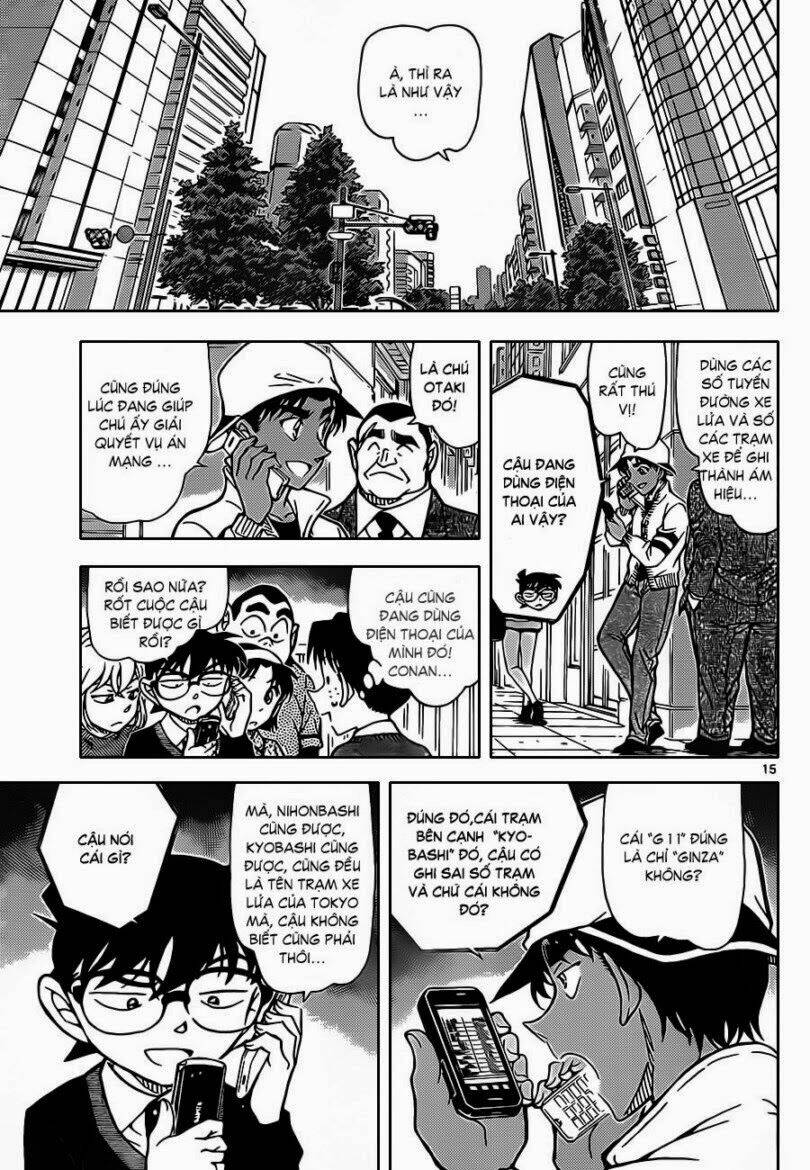 À, THÌ RA
LÀ NHƯ VẬY
...
DÙNG CÁC
SỐ TUYẾN
ĐƯỜNG XE
LỬA VÀ SỐ
CÁC TRẠM
XE ĐỂ GHI
THÀNH ÁM
HIỆU...
CŨNG
RẤT THÚ
VỊ!
CẬU ĐANG
DÙNG ĐIỆN
THOẠI CỦA
AI VẬY?
LÀ CHÚ
OTAKI
ĐÓ!
CŨNG ĐÚNG
LÚC ĐANG GIÚP
CHÚ ẤY GIẢI
QUYẾT VỤ ÁN
MẠNG ...
CẬU CŨNG
ĐANG DÙNG
ĐIỆN THOẠI CỦA
MÌNH ĐÓ!
CONAN...
RỒI SAO NỮA?
RỐT CUỘC CẬU
BIẾT ĐƯỢC GÌ
RỒI?
15
CÁI "G11" ĐÚNG
LÀ CHỈ "GINZA"
KHÔNG?
ĐÚNG ĐÓ,CÁI TRẠM
BÊN CẠNH "KYO-
BASHI" ĐÓ, CẬU CÓ
GHI SAI SỐ TRẠM
VÀ CHỮ CÁI KHÔNG
ĐÓ?
MÀ, NIHONBASHI
CŨNG ĐƯỢC,
KYOBASHI CŨNG
ĐƯỢC, CŨNG ĐỀU
LÀ TÊN TRẠM XE
LỬA CỦA TOKYO
MÀ, CẬU KHÔNG
BIẾT CŨNG PHẢI
THÔI...
CẬU NÓI
CÁI GÌ?